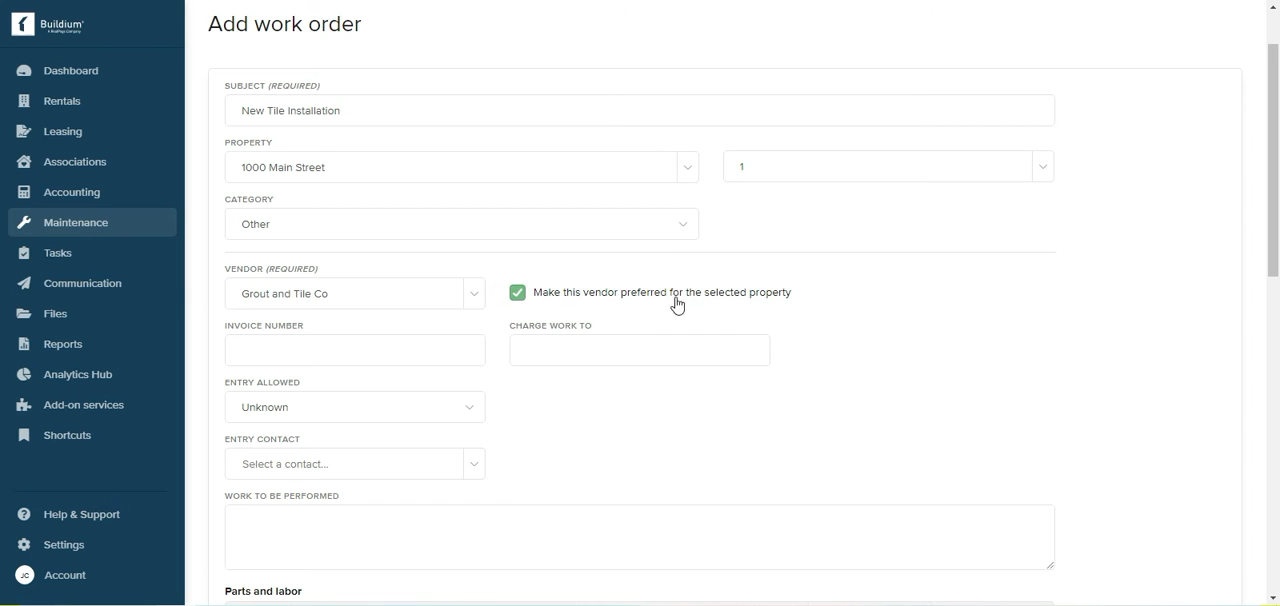 Buildium®
A RealPage Company
Dashboard
Rentals
Leasing
Associations
Accounting
Maintenance
Tasks
Communication
Files
Reports
Analytics Hub
Add-on services
Shortcuts
Help & Support
Settings
JC Account
Add work order
SUBJECT (REQUIRED)
New Tile Installation
PROPERTY
1000 Main Street
1
CATEGORY
Other
VENDOR (REQUIRED)
Grout and Tile Co
Make this vendor preferred for the selected property
INVOICE NUMBER
CHARGE WORK TO
ENTRY ALLOWED
Unknown
ENTRY CONTACT
Select a contact...
WORK TO BE PERFORMED
Parts and labor